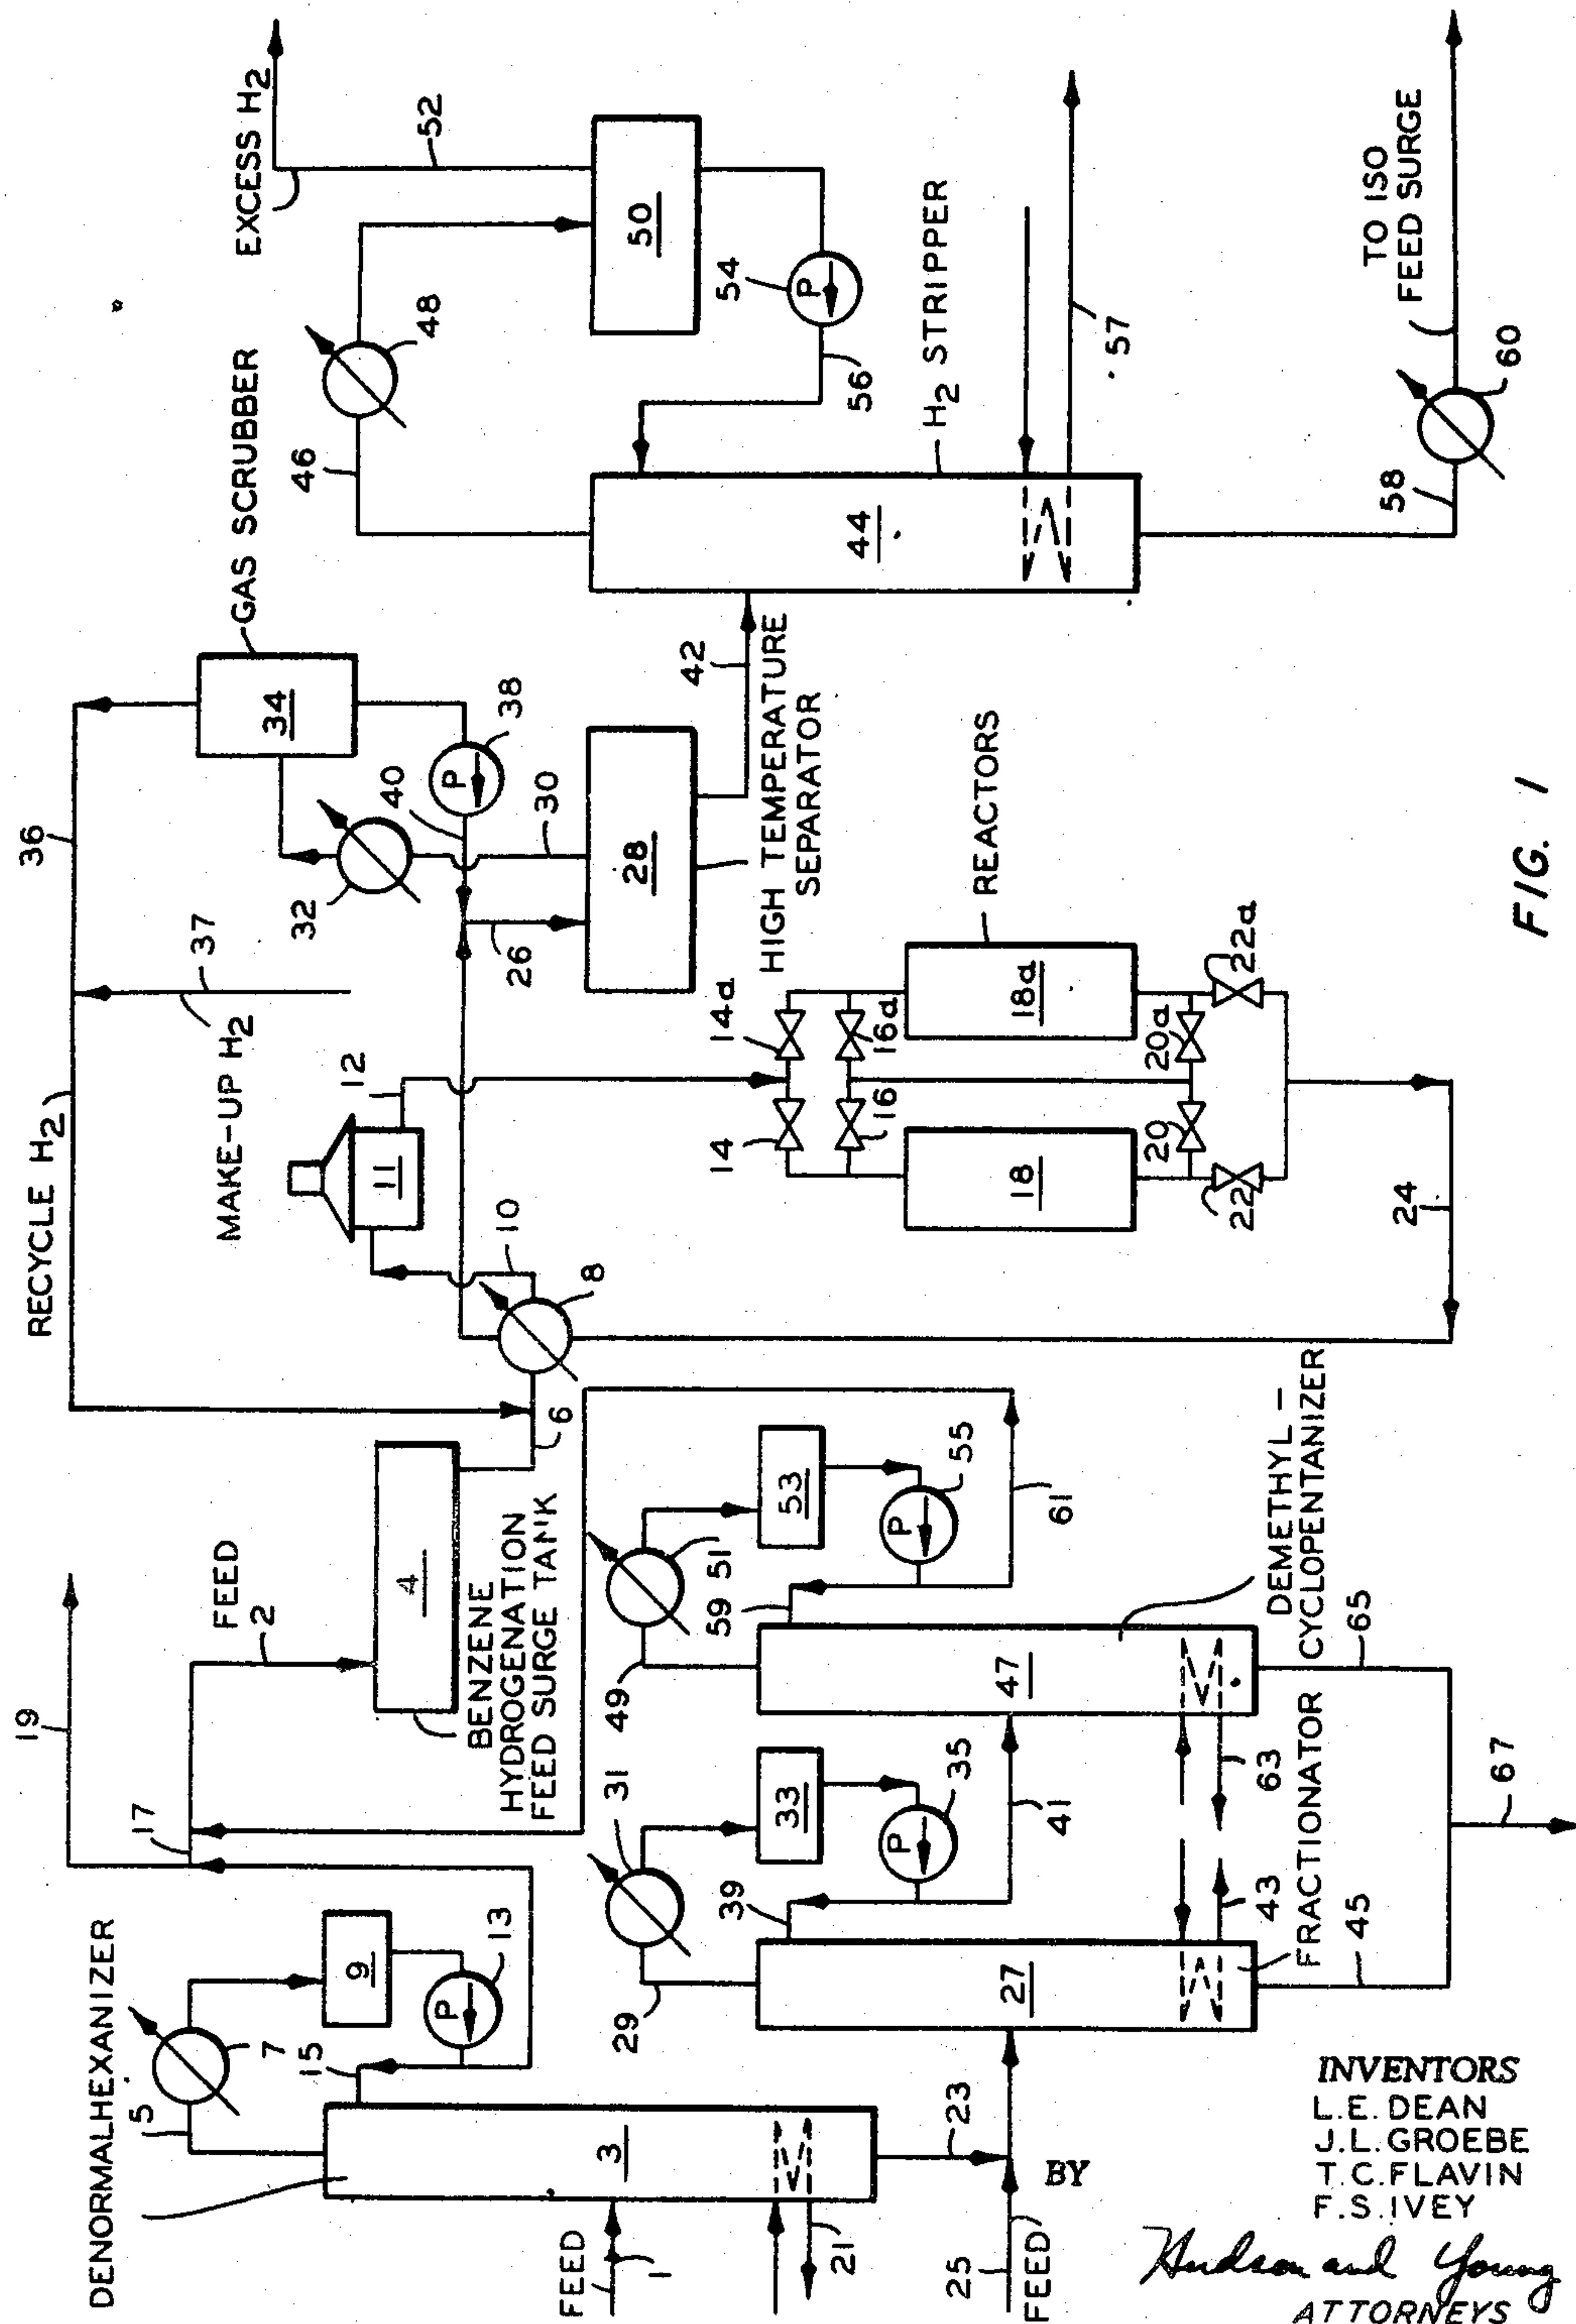 RECYCLE H2
36
MAKE-UP H2
37
GAS SCRUBBER
34
EXCESS H2
52
46
48
50
54
P
56
H2 STRIPPER
44
57
58
60
TO ISO
FEED SURGE
32
40
P
38
30
26
28
42
HIGH TEMPERATURE
SEPARATOR
12
11
10
8
6
14
14a
16
16a
REACTORS
18
18a
20
20a
22
22a
24
19
17
FEED
2
4
BENZENE
HYDROGENATION
FEED SURGE TANK
DENORMALHEXANIZER
5
7
9
P
13
15
3
FEED
1
21
23
25
FEED
29
31
33
P
35
39
27
41
43
45
FRACTIONATOR
49
51
53
P
55
59
47
61
63
65
67
DEMETHYL-
CYCLOPENTANIZER
FIG. 1
INVENTORS
L.E. DEAN
J.L. GROEBE
T.C. FLAVIN
F.S. IVEY
BY
Hudson and Young
ATTORNEYS